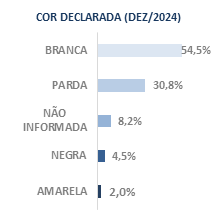 COR DECLARADA (DEZ/2024)
BRANCA 54,5%
PARDA 30,8%
NÃO
INFORMADA 8,2%
NEGRA 4,5%
AMARELA 2,0%